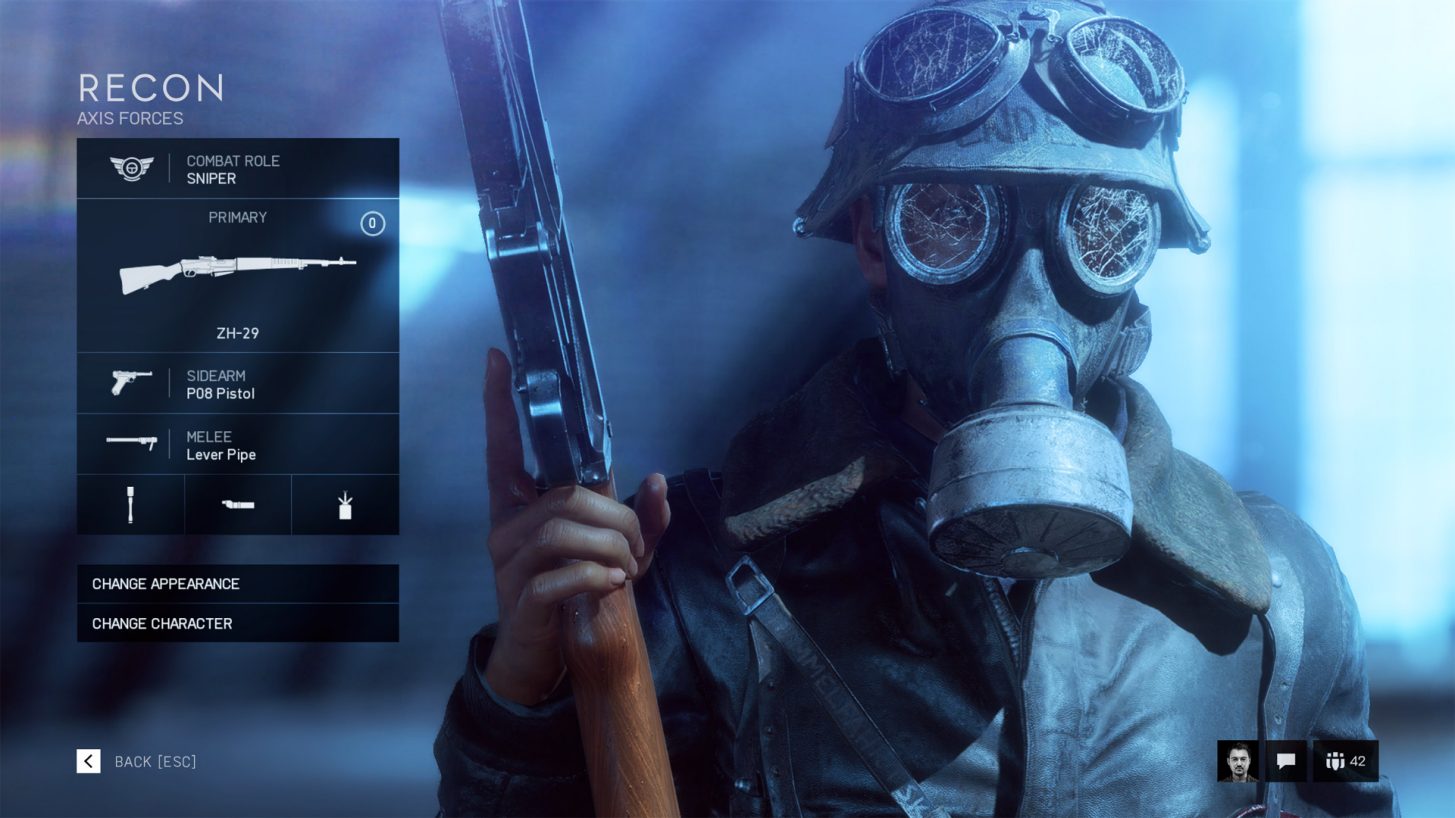 RECON
AXIS FORCES
COMBAT ROLE
SNIPER
PRIMARY
0
ZH-29
SIDEARM
P08 Pistol
MELEE
Lever Pipe
CHANGE APPEARANCE
CHANGE CHARACTER
BACK [ESC]
42